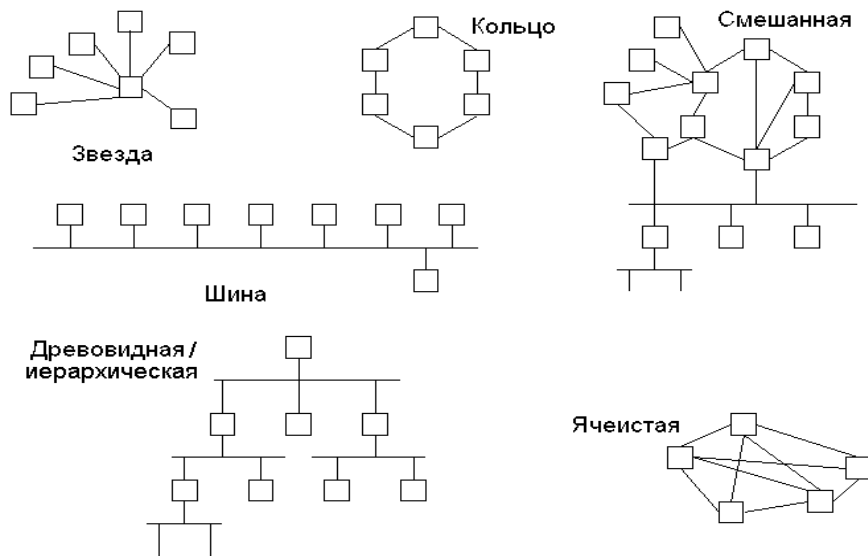 Звезда
Кольцо
Смешанная
Шина
Древовидная /
иерархическая
Ячеистая